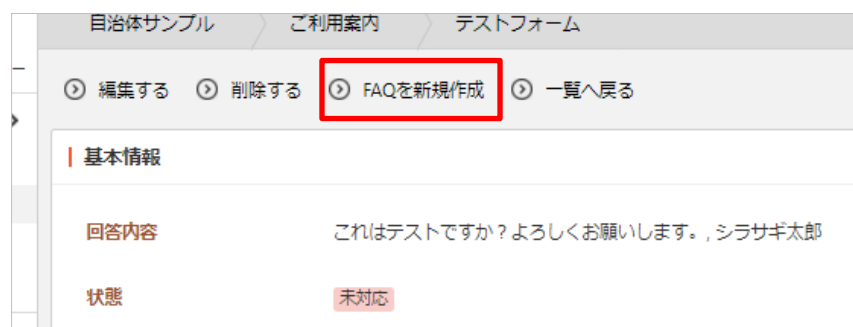 自治体サンプル ご利用案内 テストフォーム
編集する 削除する FAQを新規作成 一覧へ戻る
基本情報
回答内容 これはテストですか？よろしくお願いします。, シラサギ太郎
状態 未対応